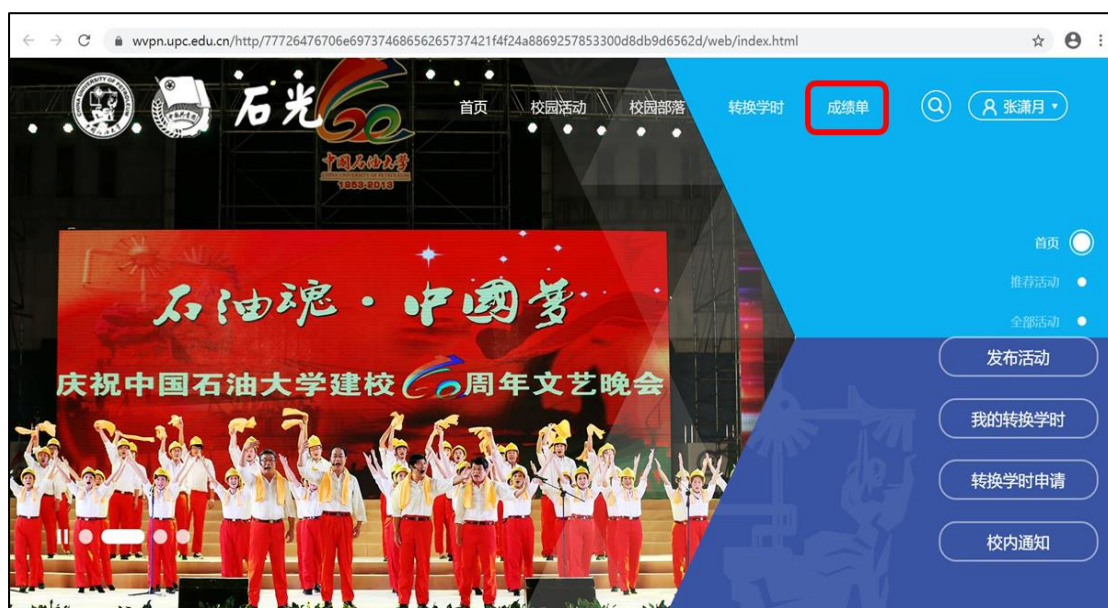 wvpn.upc.edu.cn/http/77726476706e69737468656265737421f4f24a8869257853300d8db9d6562d/web/index.html
石光
首页 校园活动 校园部落 转换学时 成绩单 张潇月
60
中国石油大学
1953-2013
首页
推荐活动
全部活动
石油魂·中國梦
庆祝中国石油大学建校60周年文艺晚会
发布活动
我的转换学时
转换学时申请
校内通知